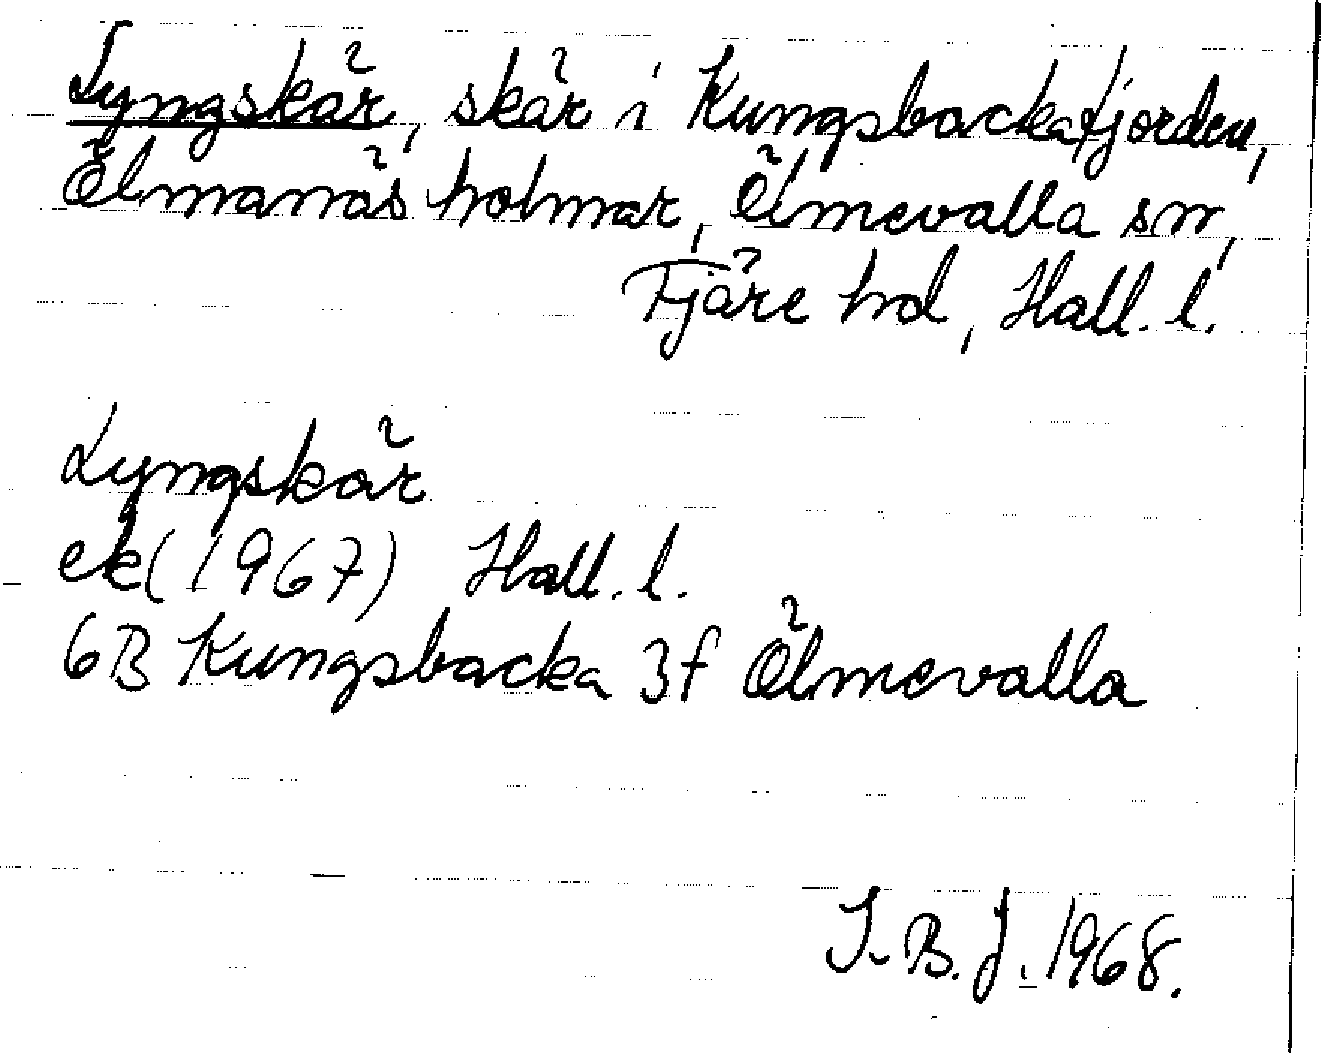 Lyngskär, skär i Kungsbackafjorden,
Ölmanäs holmar, Ölmevalla sn,
Fjäre hd, Hall. l.
Lyngskär
ek (1967) Hall. l.
6B Kungsbacka 3f Ölmevalla
I.B.J. 1968.